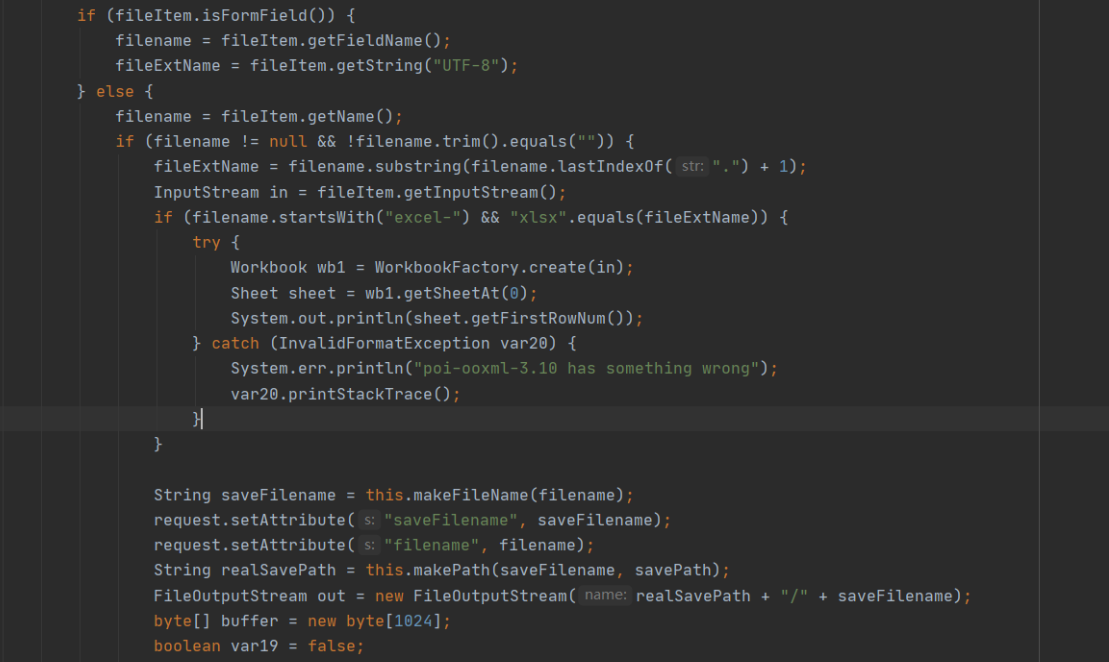 if (fileItem.isFormField()) {
filename = fileItem.getFieldName();
fileExtName = fileItem.getString("UTF-8");
} else {
filename = fileItem.getName();
if (filename != null && !filename.trim().equals("")) {
fileExtName = filename.substring(filename.lastIndexOf( str: ".") + 1);
InputStream in = fileItem.getInputStream();
if (filename.startsWith("excel-") && "xlsx".equals(fileExtName)) {
try {
Workbook wb1 = WorkbookFactory.create(in);
Sheet sheet = wb1.getSheetAt(0);
System.out.println(sheet.getFirstRowNum());
} catch (InvalidFormatException var20) {
System.err.println("poi-ooxml-3.10 has something wrong");
var20.printStackTrace();
}
}
String saveFilename = this.makeFileName(filename);
request.setAttribute( s: "saveFilename", saveFilename);
request.setAttribute( s: "filename", filename);
String realSavePath = this.makePath(saveFilename, savePath);
FileOutputStream out = new FileOutputStream( name: realSavePath + "/" + saveFilename);
byte[] buffer = new byte[1024];
boolean var19 = false;